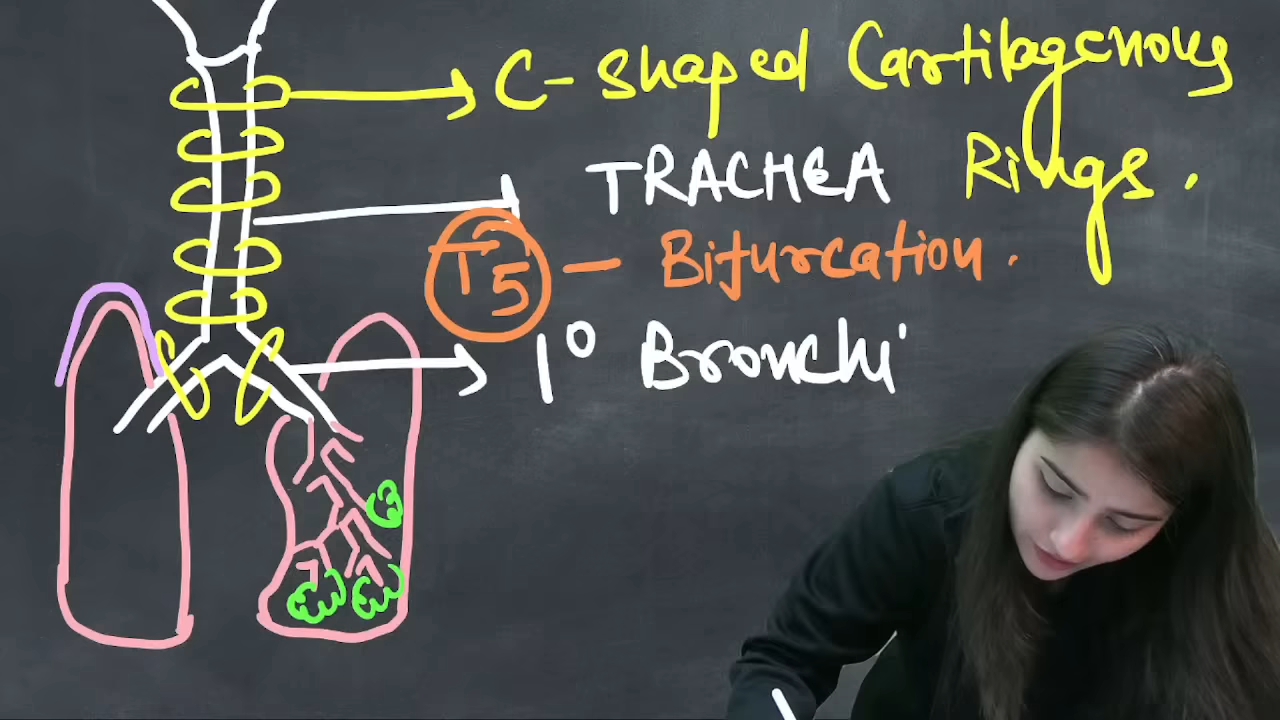 C-shaped Cartilagenous
Rings.
TRACHEA
T5 - Bifurcation.
1° Bronchi